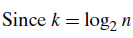 Since k = log₂ n